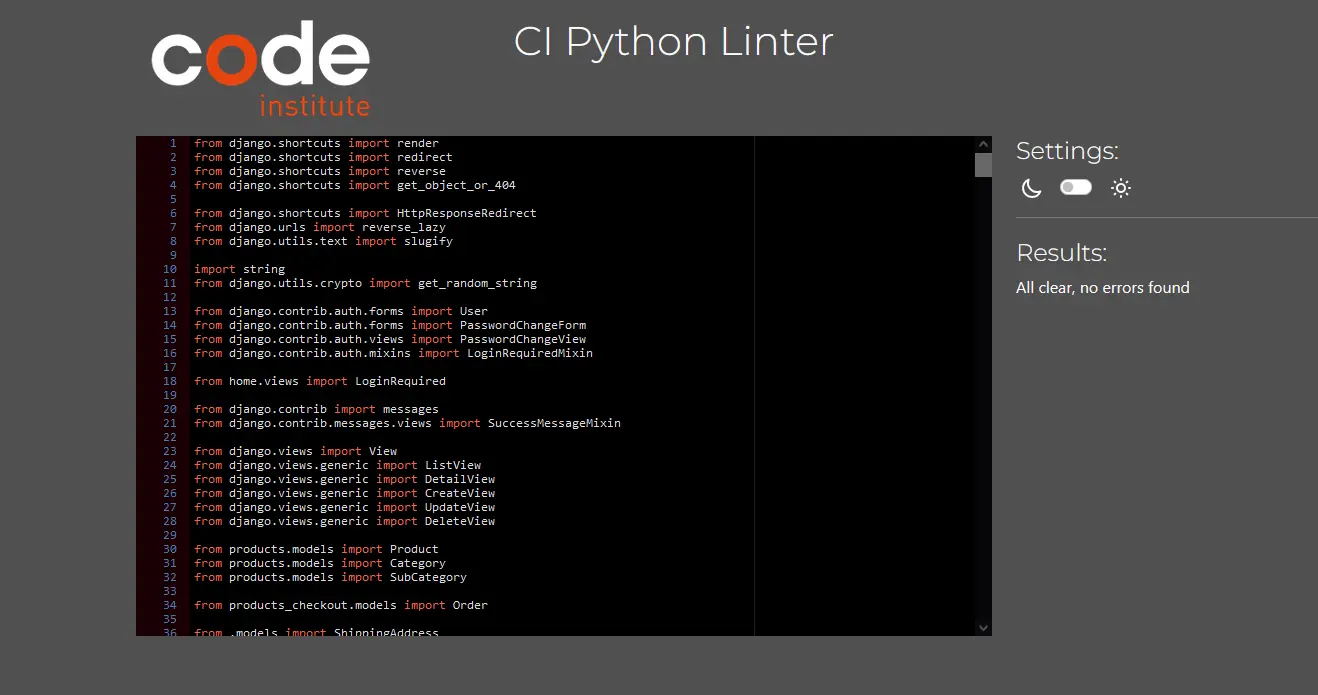 code
institute
CI Python Linter
1 from django.shortcuts import render
2 from django.shortcuts import redirect
3 from django.shortcuts import reverse
4 from django.shortcuts import get_object_or_404
5
6 from django.shortcuts import HttpResponseRedirect
7 from django.urls import reverse_lazy
8 from django.utils.text import slugify
9
10 import string
11 from django.utils.crypto import get_random_string
12
13 from django.contrib.auth.forms import User
14 from django.contrib.auth.forms import PasswordChangeForm
15 from django.contrib.auth.views import PasswordChangeView
16 from django.contrib.auth.mixins import LoginRequiredMixin
17
18 from home.views import LoginRequired
19
20 from django.contrib import messages
21 from django.contrib.messages.views import SuccessMessageMixin
22
23 from django.views import View
24 from django.views.generic import ListView
25 from django.views.generic import DetailView
26 from django.views.generic import CreateView
27 from django.views.generic import UpdateView
28 from django.views.generic import DeleteView
29
30 from products.models import Product
31 from products.models import Category
32 from products.models import SubCategory
33
34 from products_checkout.models import Order
35
36 from .models import ShippingAddress
Settings:
Results:
All clear, no errors found